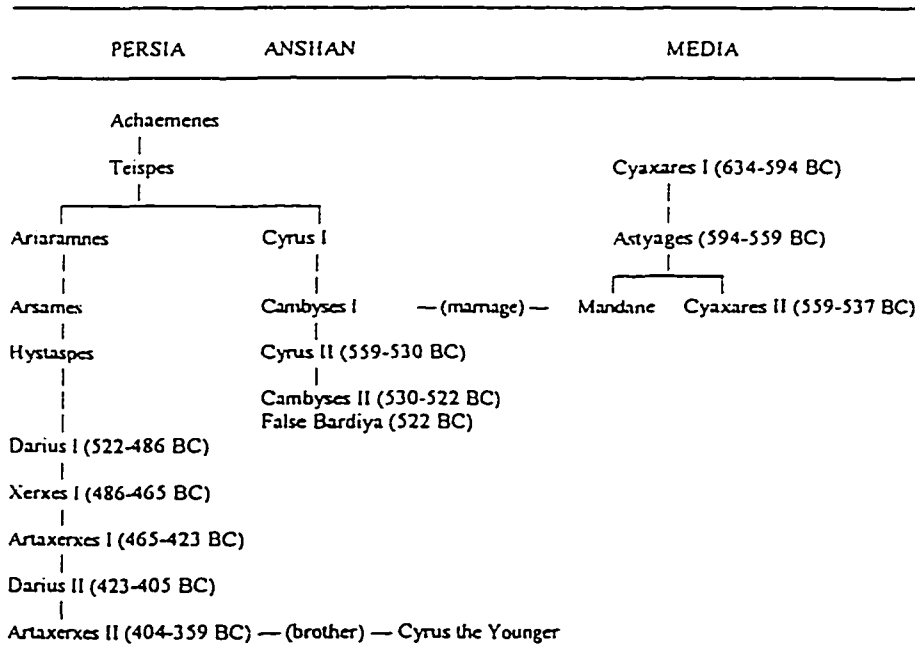 PERSIA ANSHAN MEDIA
Achaemenes
Teispes Cyaxares I (634-594 BC)
Ariaramnes Cyrus I Astyages (594-559 BC)
Arsames Cambyses I —(marriage)— Mandane Cyaxares II (559-537 BC)
Hystaspes Cyrus II (559-530 BC)
Cambyses II (530-522 BC)
False Bardiya (522 BC)
Darius I (522-486 BC)
Xerxes I (486-465 BC)
Artaxerxes I (465-423 BC)
Darius II (423-405 BC)
Artaxerxes II (404-359 BC) — (brother) — Cyrus the Younger